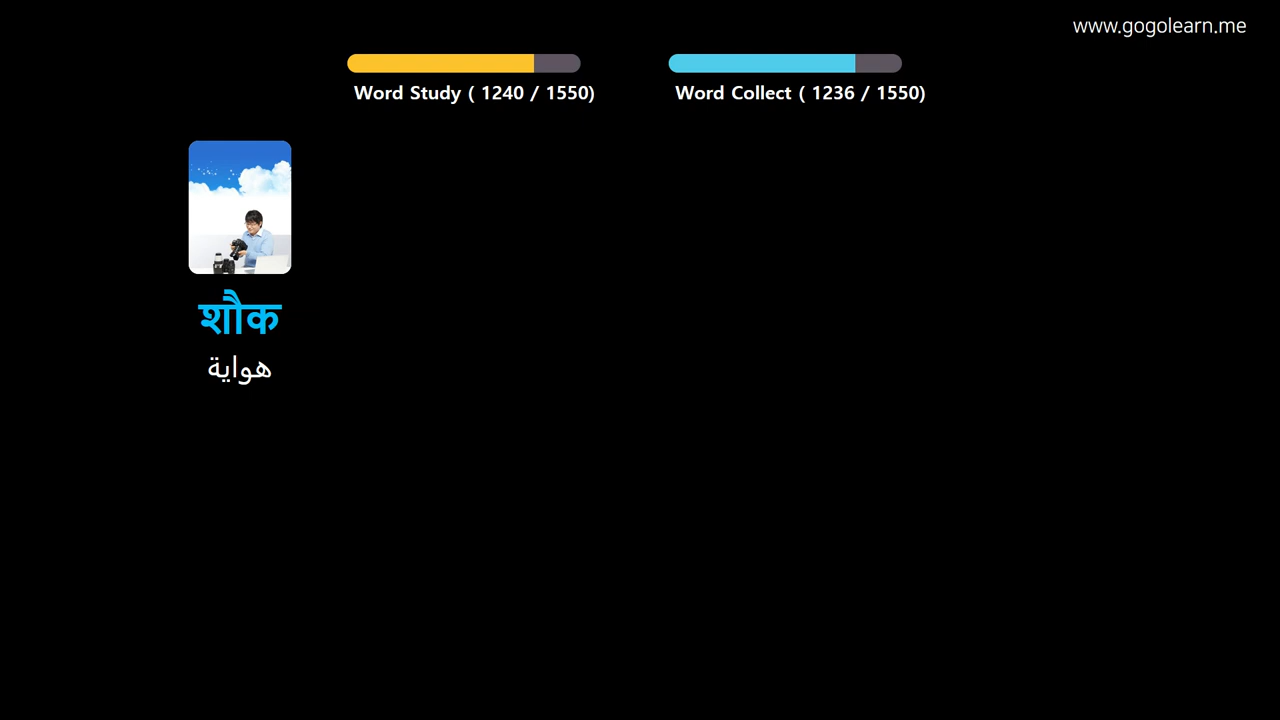 www.gogolearn.me
Word Study ( 1240 / 1550)
Word Collect ( 1236 / 1550)
शौक
هواية